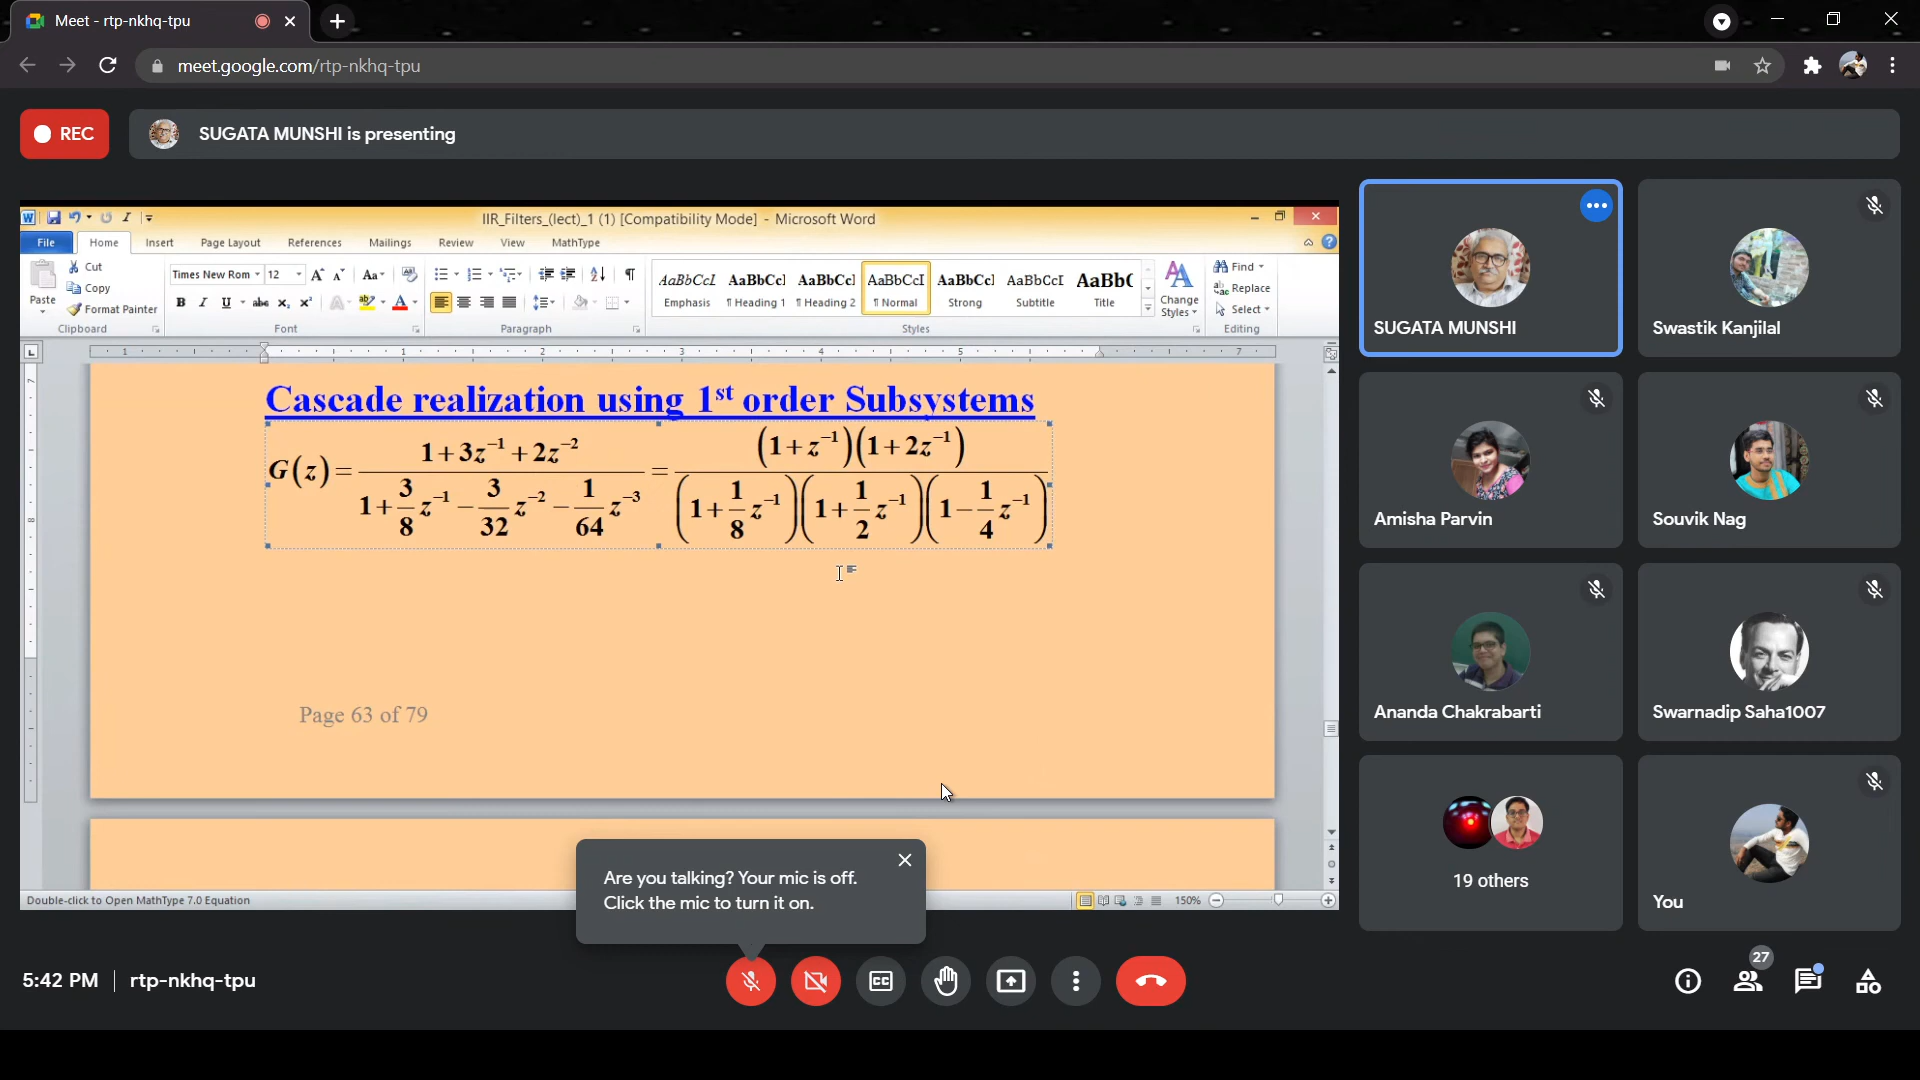 Meet - rtp-nkhq-tpu
meet.google.com/rtp-nkhq-tpu
REC
SUGATA MUNSHI is presenting
IIR_Filters_(lect)_1 (1) [Compatibility Mode] - Microsoft Word
File Home Insert Page Layout References Mailings Review View MathType
Paste
Cut
Copy
Format Painter
Clipboard
Times New Rom 12
Font
Paragraph
AaBbCcI AaBbCcI AaBbCcI AaBbCcI AaBbCcI AaBbCcI AaBb(
Emphasis ¶ Heading 1 ¶ Heading 2 ¶ Normal Strong Subtitle Title
Change Styles
Styles
Find
Replace
Select
Editing
Cascade realization using 1st order Subsystems
G(z) = (1+3z⁻¹+2z⁻²)/(1+3/8 z⁻¹ − 3/32 z⁻² − 1/64 z⁻³) = ((1+z⁻¹)(1+2z⁻¹))/((1+1/8 z⁻¹)(1+1/2 z⁻¹)(1−1/4 z⁻¹))
Page 63 of 79
Double-click to Open MathType 7.0 Equation
150%
Are you talking? Your mic is off.
Click the mic to turn it on.
SUGATA MUNSHI
Swastik Kanjilal
Amisha Parvin
Souvik Nag
Ananda Chakrabarti
Swarnadip Saha1007
19 others
You
5:42 PM | rtp-nkhq-tpu
27